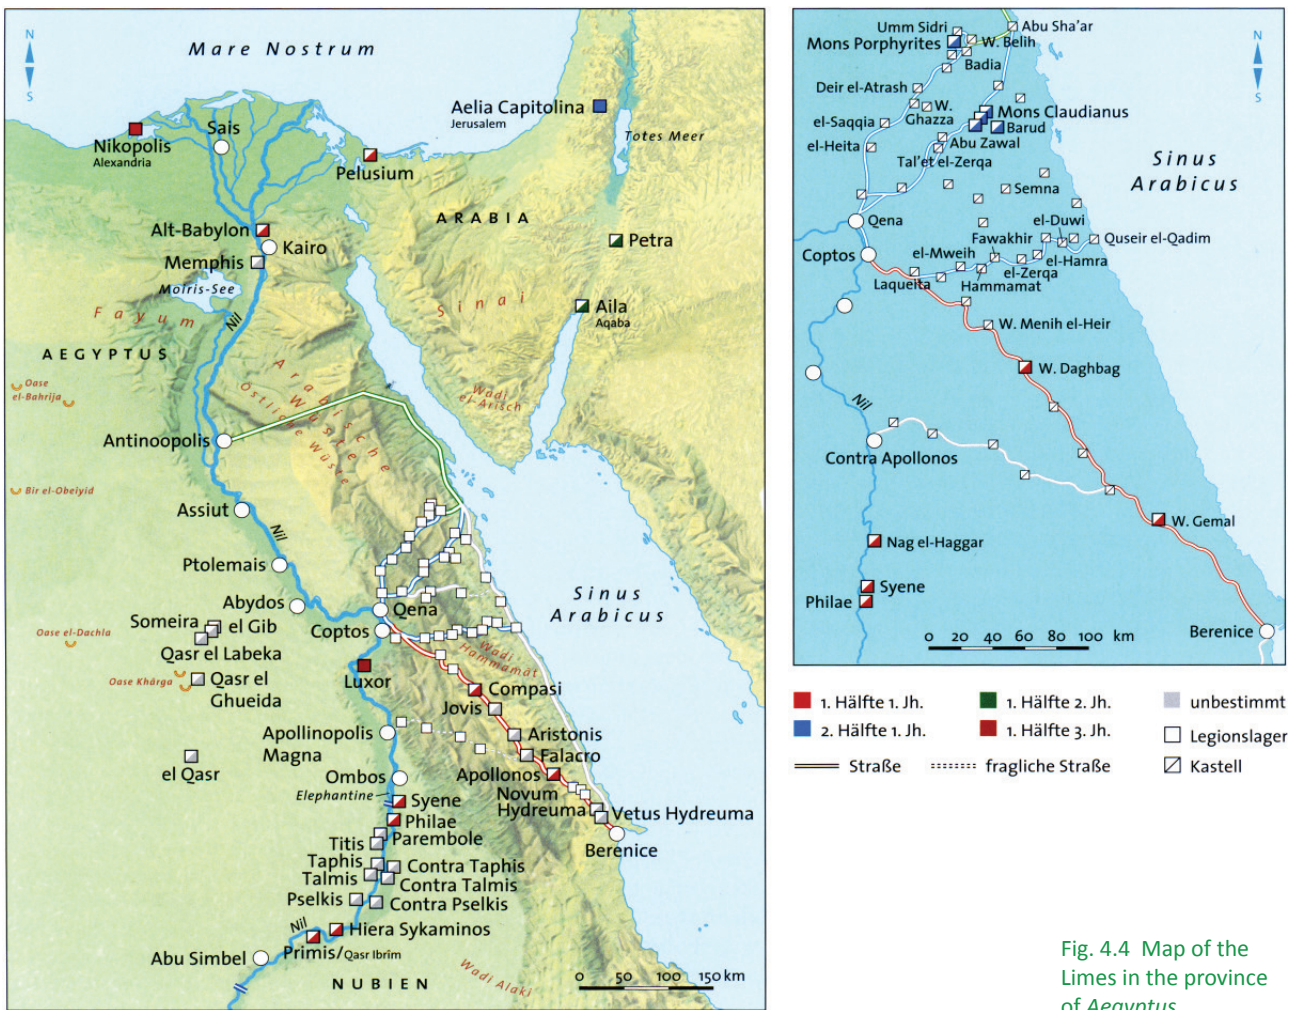 N
S
Mare Nostrum
Aelia Capitolina
Jerusalem
Totes Meer
Sais
Nikopolis
Alexandria
Pelusium
ARABIA
Alt-Babylon
Kairo
Petra
Memphis
Moïris-See
Sinai
Aila
Aqaba
Fayum
Nil
AEGYPTUS
Arabische
Wüste
Östliche Wüste
Wadi
el-Arisch
Oase
el-Bahrija
Antinoopolis
Bir el-Obeiyid
Assiut
Nil
Ptolemais
Sinus
Arabicus
Abydos
Qena
Someira
el Gib
Coptos
Oase el-Dachla
Qasr el Labeka
Wadi
Hammamât
Luxor
Oase Khârga
Qasr el
Ghueida
Compasi
Jovis
Apollinopolis
Magna
Aristonis
Falacro
el Qasr
Ombos
Apollonos
Elephantine
Novum
Hydreuma
Syene
Vetus Hydreuma
Philae
Parembole
Titis
Berenice
Taphis
Contra Taphis
Talmis
Contra Talmis
Pselkis
Contra Pselkis
Nil
Hiera Sykaminos
Primis/Qasr Ibrîm
Abu Simbel
Wadi Alaki
NUBIEN
0 50 100 150 km
N
S
Umm Sidri
Abu Sha'ar
Mons Porphyrites
W. Belih
Badia
Deir el-Atrash
W.
Ghazza
Mons Claudianus
el-Saqqia
Barud
Abu Zawal
el-Heita
Tal'et el-Zerqa
Sinus
Arabicus
Semna
Qena
el-Duwi
Fawakhir
Quseir el-Qadim
Coptos
el-Mweih
el-Hamra
el-Zerqa
Laqueita
Hammamat
W. Menih el-Heir
W. Daghbag
Nil
Contra Apollonos
W. Gemal
Nag el-Haggar
Syene
Philae
Berenice
0 20 40 60 80 100 km
1. Hälfte 1. Jh.
1. Hälfte 2. Jh.
unbestimmt
2. Hälfte 1. Jh.
1. Hälfte 3. Jh.
Legionslager
Straße
fragliche Straße
Kastell
Fig. 4.4 Map of the
Limes in the province
of Aegyptus